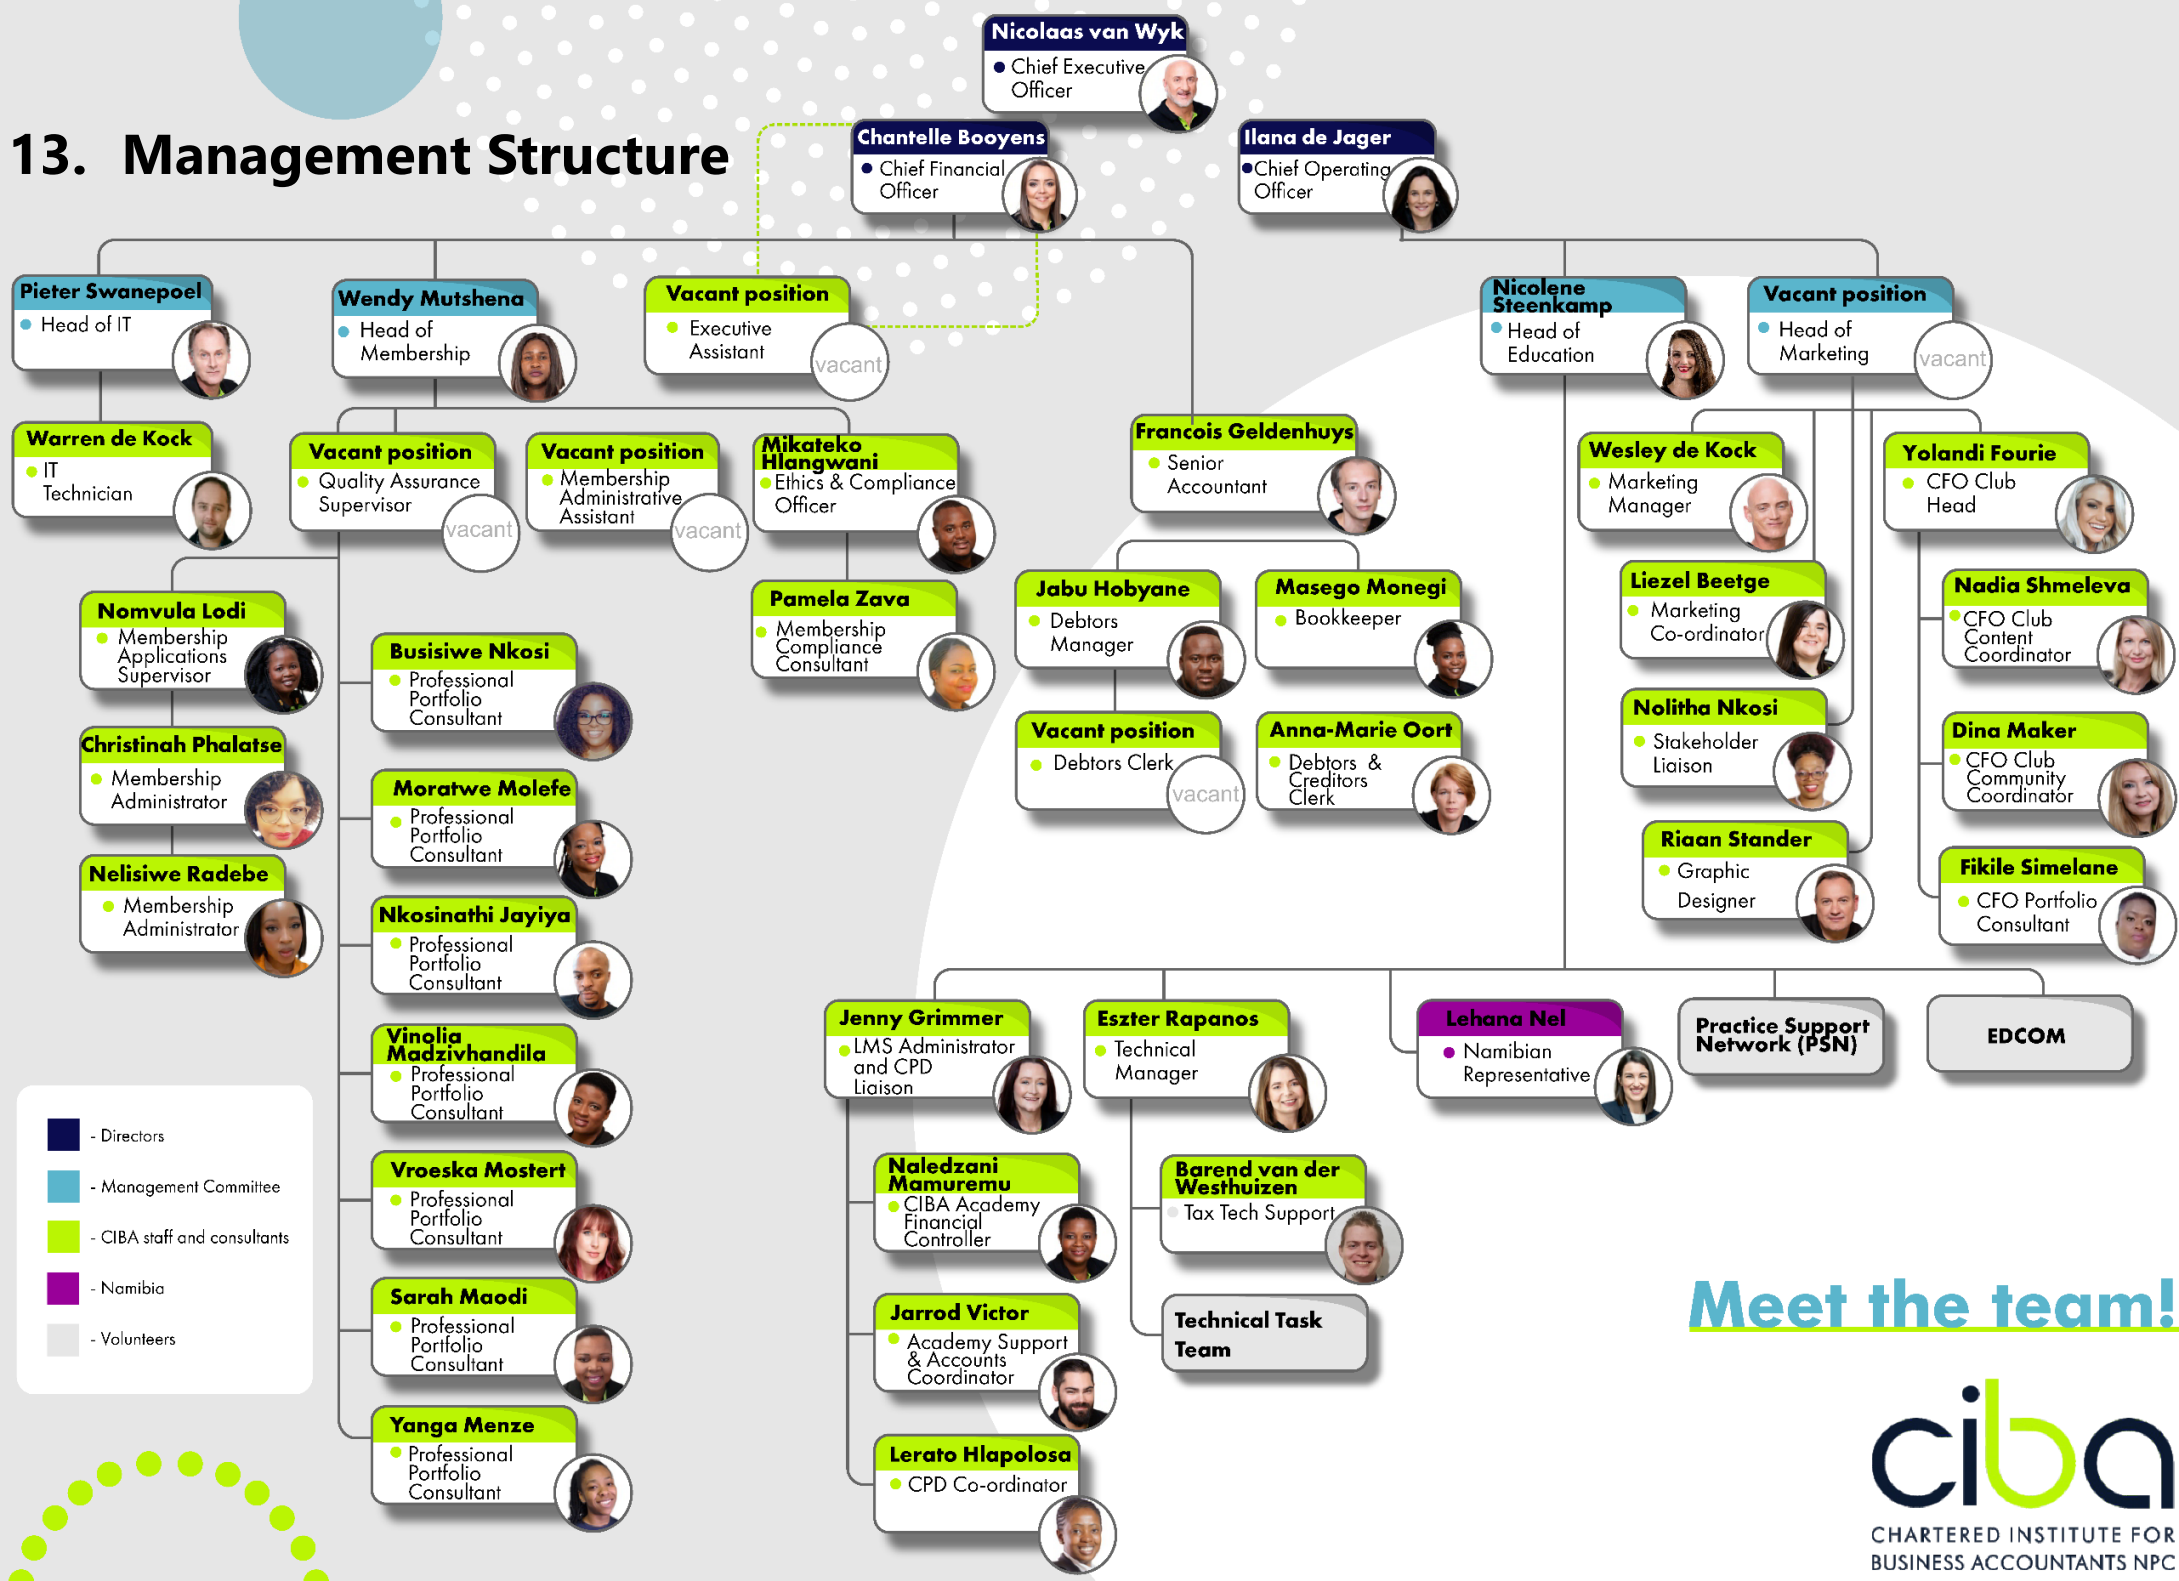 Nicolaas van Wyk
Chief Executive
Officer
13. Management Structure
Chantelle Booyens
Chief Financial
Officer
Ilana de Jager
Chief Operating
Officer
Pieter Swanepoel
Head of IT
Wendy Mutshena
Head of
Membership
Vacant position
Executive
Assistant
vacant
Nicolene
Steenkamp
Head of
Education
Vacant position
Head of
Marketing
vacant
Warren de Kock
IT
Technician
Vacant position
Quality Assurance
Supervisor
vacant
Vacant position
Membership
Administrative
Assistant
vacant
Mikateko
Hlangwani
Ethics & Compliance
Officer
Francois Geldenhuys
Senior
Accountant
Wesley de Kock
Marketing
Manager
Yolandi Fourie
CFO Club
Head
Nomvula Lodi
Membership
Applications
Supervisor
Busisiwe Nkosi
Professional
Portfolio
Consultant
Pamela Zava
Membership
Compliance
Consultant
Jabu Hobyane
Debtors
Manager
Masego Monegi
Bookkeeper
Liezel Beetge
Marketing
Co-ordinator
Nadia Shmeleva
CFO Club
Content
Coordinator
Christinah Phalatse
Membership
Administrator
Moratwe Molefe
Professional
Portfolio
Consultant
Vacant position
Debtors Clerk
vacant
Anna-Marie Oort
Debtors &
Creditors
Clerk
Nolitha Nkosi
Stakeholder
Liaison
Dina Maker
CFO Club
Community
Coordinator
Nelisiwe Radebe
Membership
Administrator
Nkosinathi Jayiya
Professional
Portfolio
Consultant
Riaan Stander
Graphic
Designer
Fikile Simelane
CFO Portfolio
Consultant
Vinolia
Madzivhandila
Professional
Portfolio
Consultant
Jenny Grimmer
LMS Administrator
and CPD
Liaison
Eszter Rapanos
Technical
Manager
Lehana Nel
Namibian
Representative
Practice Support
Network (PSN)
EDCOM
- Directors
- Management Committee
- CIBA staff and consultants
- Namibia
- Volunteers
Vroeska Mostert
Professional
Portfolio
Consultant
Naledzani
Mamuremu
CIBA Academy
Financial
Controller
Barend van der
Westhuizen
Tax Tech Support
Sarah Maodi
Professional
Portfolio
Consultant
Jarrod Victor
Academy Support
& Accounts
Coordinator
Technical Task
Team
Meet the team!
Yanga Menze
Professional
Portfolio
Consultant
Lerato Hlapolosa
CPD Co-ordinator
ciba
CHARTERED INSTITUTE FOR
BUSINESS ACCOUNTANTS NPC